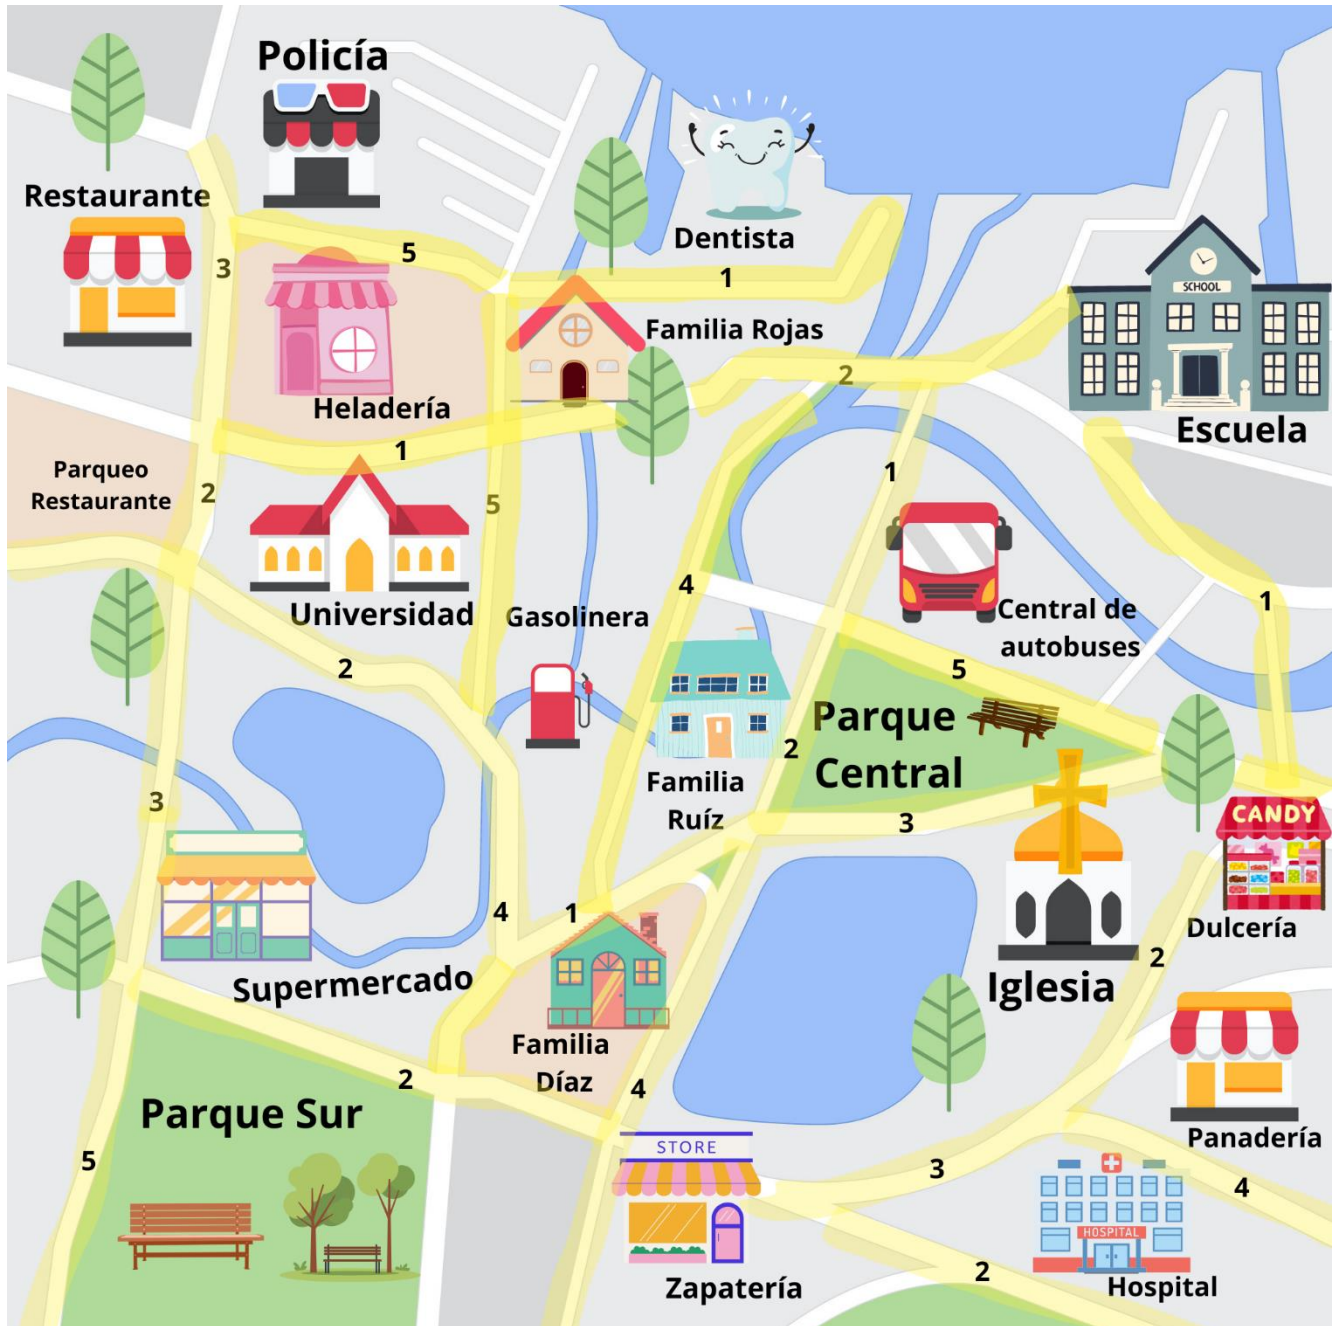 Policía
Restaurante
Dentista
5
3
1
SCHOOL
Familia Rojas
2
Heladería
Escuela
1
Parqueo
Restaurante
2
5
1
Universidad
Gasolinera
4
Central de
autobuses
1
2
5
Parque
Central
2
Familia
Ruíz
3
3
CANDY
4
1
Dulcería
2
Supermercado
Iglesia
Familia
Díaz
2
4
Parque Sur
5
STORE
3
Panadería
4
HOSPITAL
2
Zapatería
Hospital